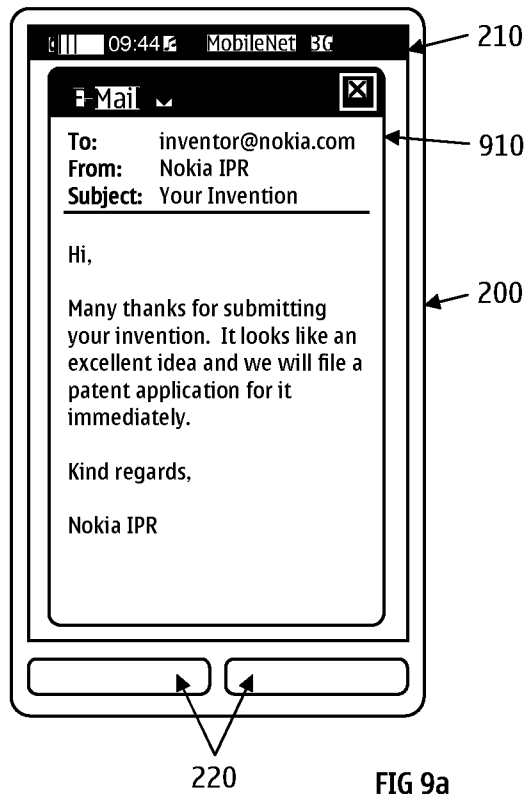 09:44 MobileNet 3G
210
E-Mail
910
To: inventor@nokia.com
From: Nokia IPR
Subject: Your Invention
Hi,
200
Many thanks for submitting
your invention. It looks like an
excellent idea and we will file a
patent application for it
immediately.
Kind regards,
Nokia IPR
220
FIG 9a